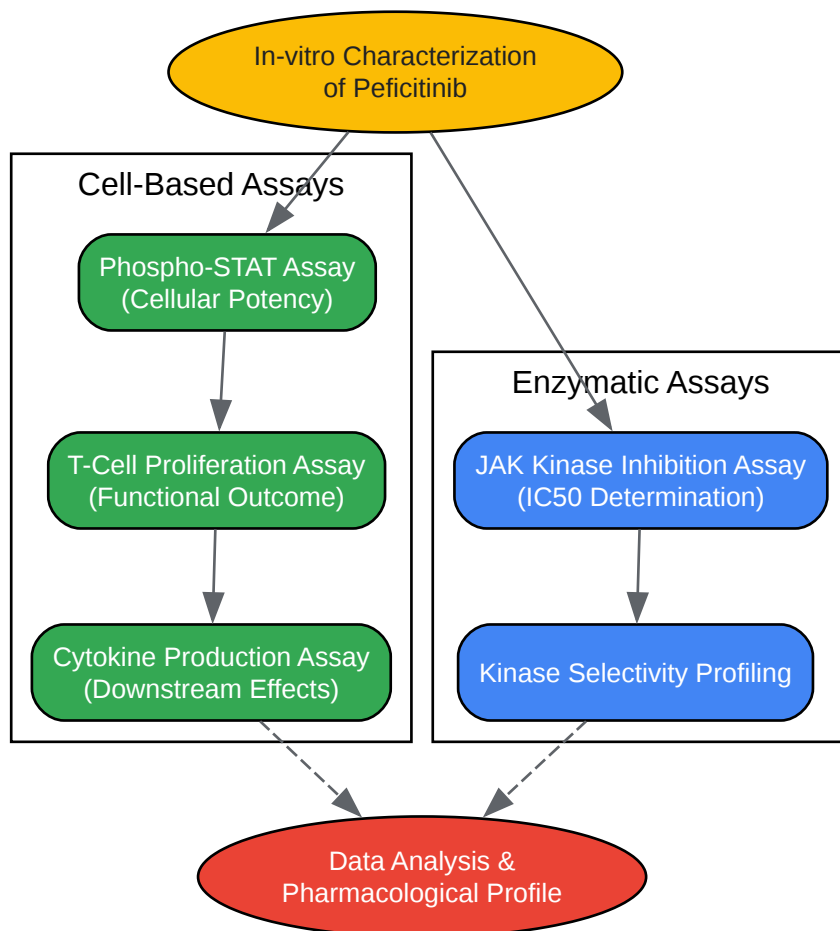 In-vitro Characterization
of Peficitinib
Cell-Based Assays
Phospho-STAT Assay
(Cellular Potency)
T-Cell Proliferation Assay
(Functional Outcome)
Cytokine Production Assay
(Downstream Effects)
Enzymatic Assays
JAK Kinase Inhibition Assay
(IC50 Determination)
Kinase Selectivity Profiling
Data Analysis &
Pharmacological Profile